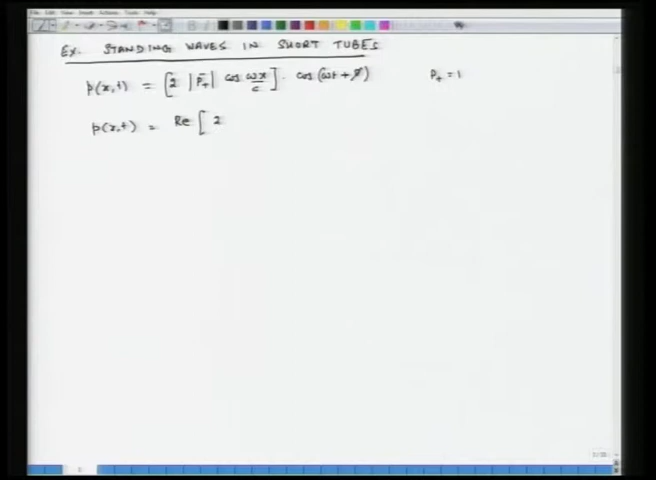 Ex. STANDING WAVES IN SHORT TUBES
p(x,t) = [2 |P̄₊| cos ωx/c] · cos (ωt + φ) P₊ = 1
p(x,t) = Re [ 2